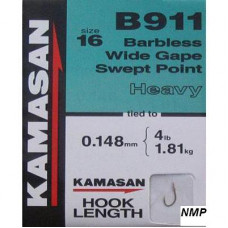 KAMASAN
B911
size 16
Barbless
Wide Gape
Swept Point
Heavy
tied to
0.148mm { 4lb
1.81kg
KAMASAN
HOOK
LENGTH
NMP